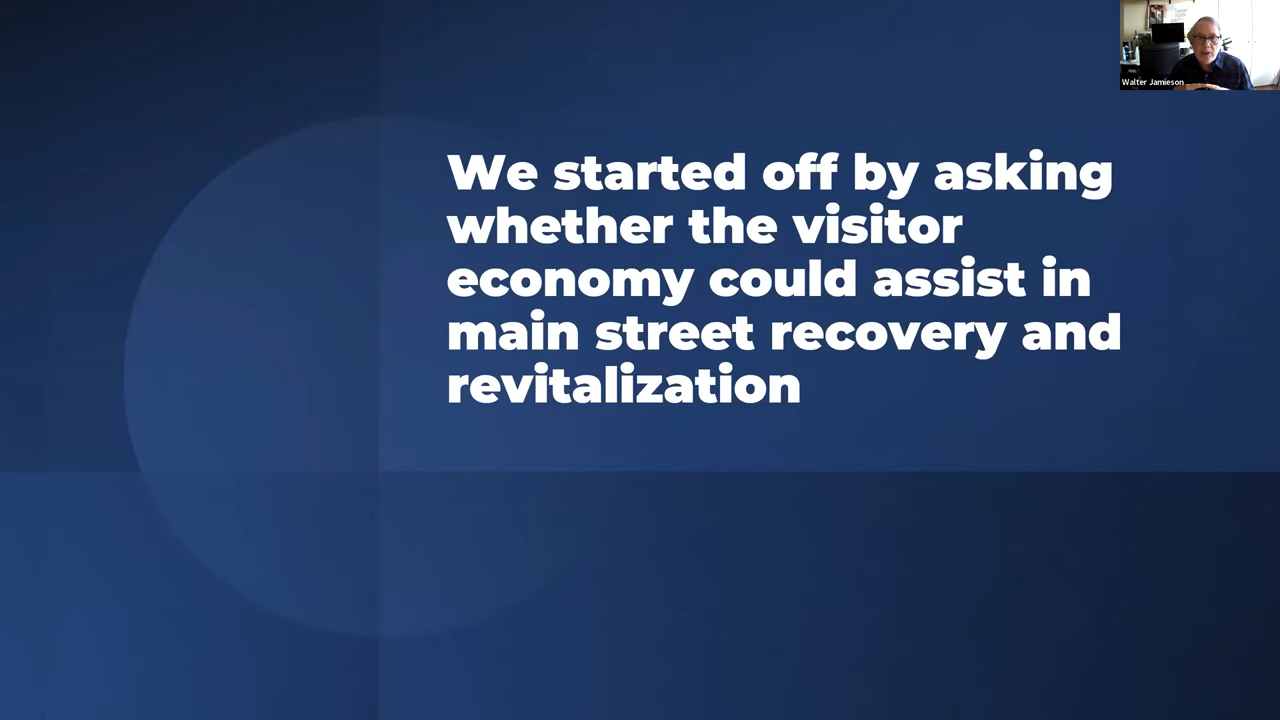 Walter Jamieson
We started off by asking
whether the visitor
economy could assist in
main street recovery and
revitalization